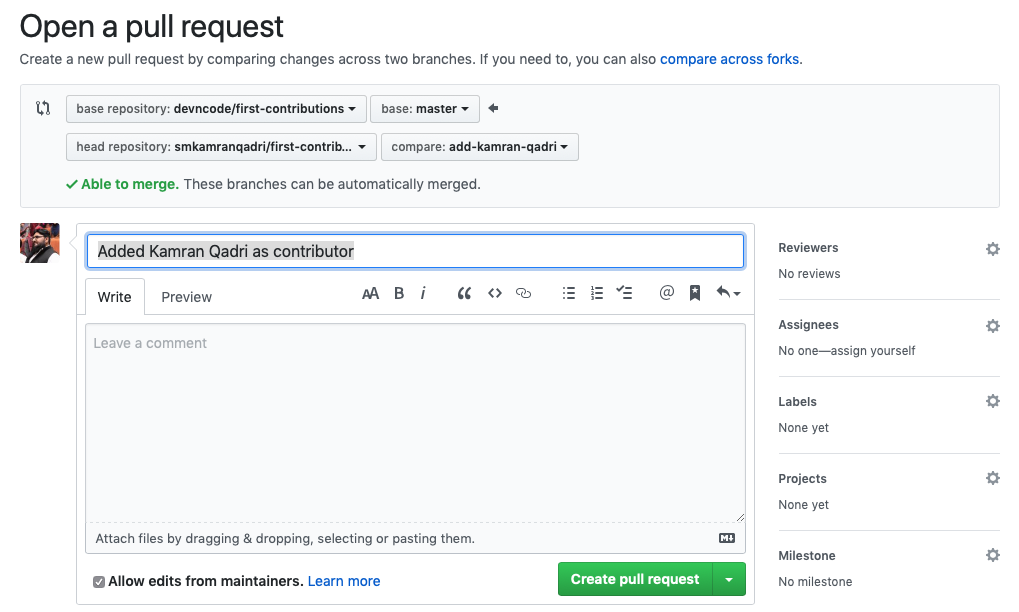 Open a pull request
Create a new pull request by comparing changes across two branches. If you need to, you can also compare across forks.
base repository: devncode/first-contributions base: master
head repository: smkamranqadri/first-contrib... compare: add-kamran-qadri
Able to merge. These branches can be automatically merged.
Added Kamran Qadri as contributor
Write Preview AA B i
Leave a comment
Attach files by dragging & dropping, selecting or pasting them.
Allow edits from maintainers. Learn more
Create pull request
Reviewers
No reviews
Assignees
No one—assign yourself
Labels
None yet
Projects
None yet
Milestone
No milestone